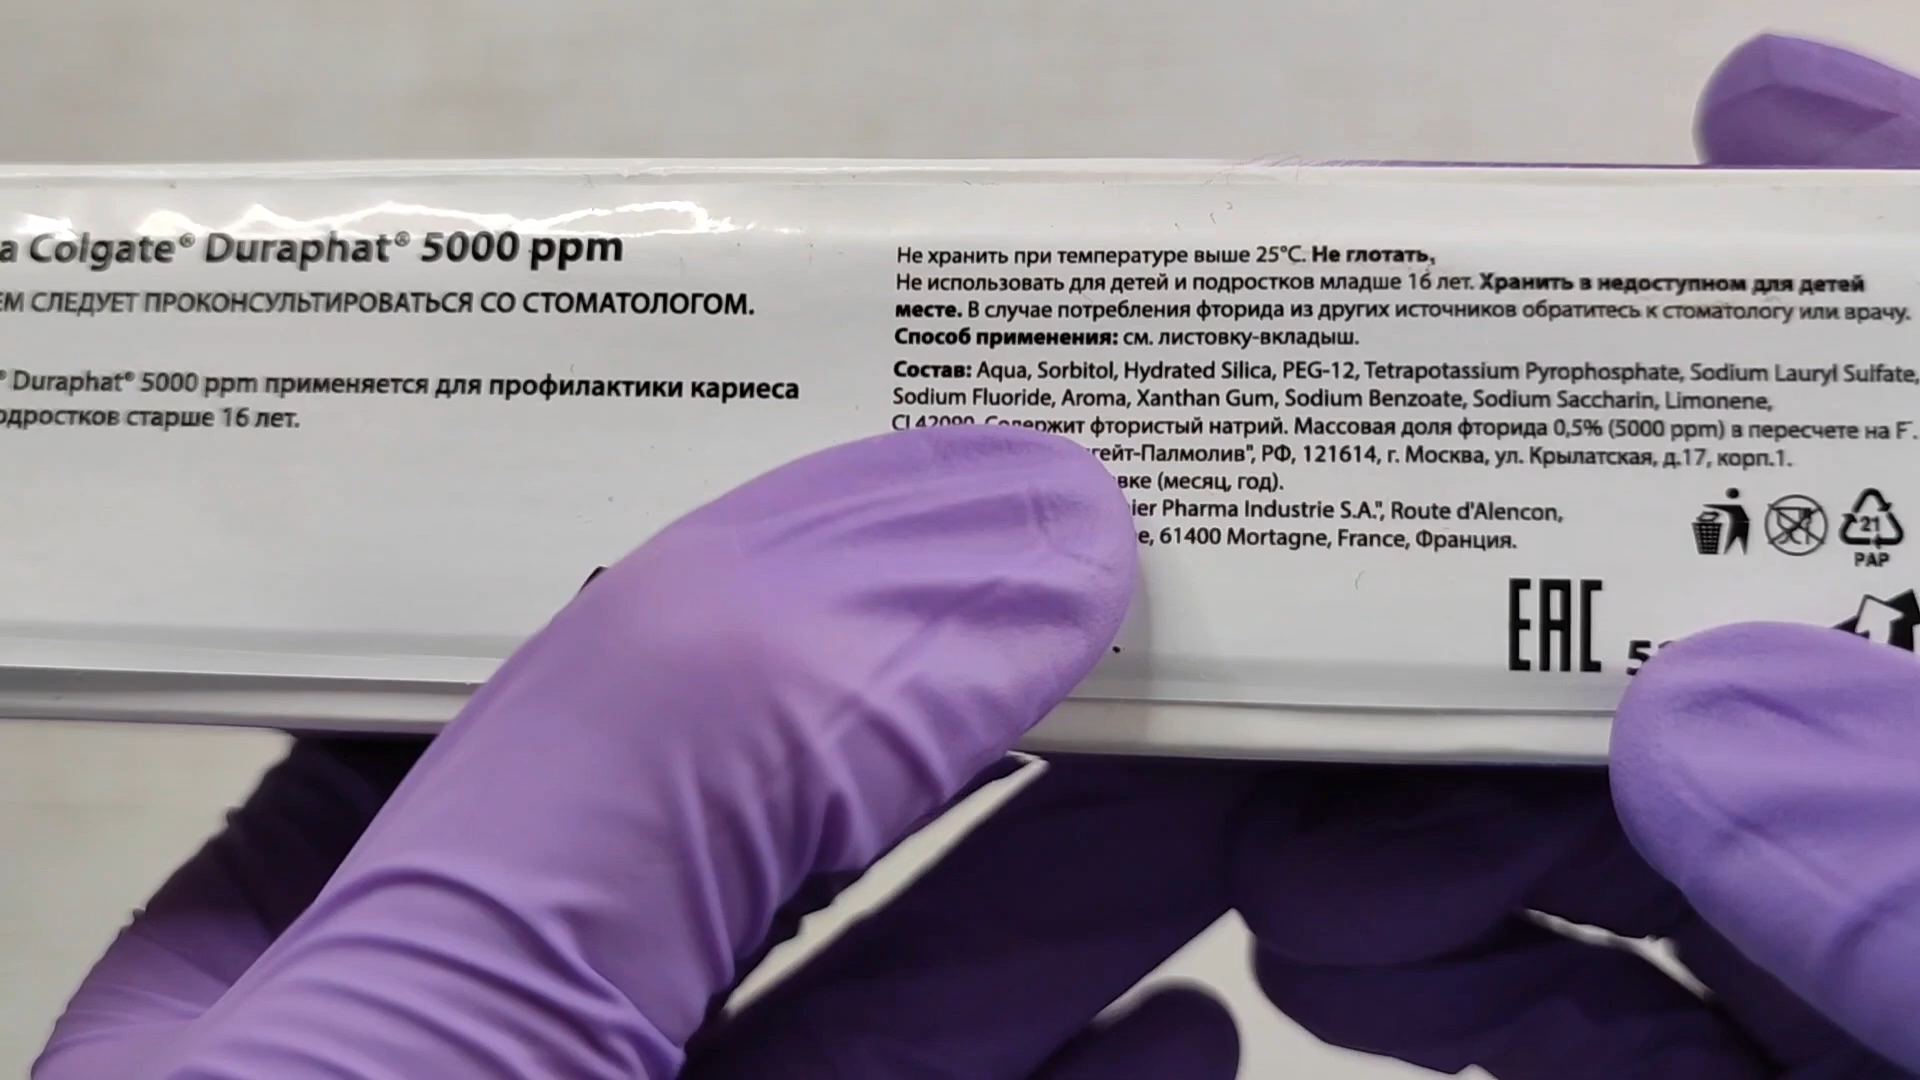 а Colgate® Duraphat® 5000 ppm
СЛЕДУЕТ ПРОКОНСУЛЬТИРОВАТЬСЯ СО СТОМАТОЛОГОМ.
® Duraphat® 5000 ppm применяется для профилактики кариеса
старше 16 лет.
Не хранить при температуре выше 25°С. Не глотать,
Не использовать для детей и подростков младше 16 лет. Хранить в недоступном для детей
месте. В случае потребления фторида из других источников обратитесь к стоматологу или врачу.
Способ применения: см. листовку-вкладыш.
Состав: Aqua, Sorbitol, Hydrated Silica, PEG-12, Tetrapotassium Pyrophosphate, Sodium Lauryl Sulfate,
Sodium Fluoride, Aroma, Xanthan Gum, Sodium Benzoate, Sodium Saccharin, Limonene,
CI 42090. Содержит фтористый натрий. Массовая доля фторида 0,5% (5000 ppm) в пересчете на F⁻.
гейт-Палмолив", РФ, 121614, г. Москва, ул. Крылатская, д.17, корп.1.
(месяц, год).
Pharma Industrie S.A.", Route d'Alencon,
61400 Mortagne, France, Франция.
21
PAP
ЕАС